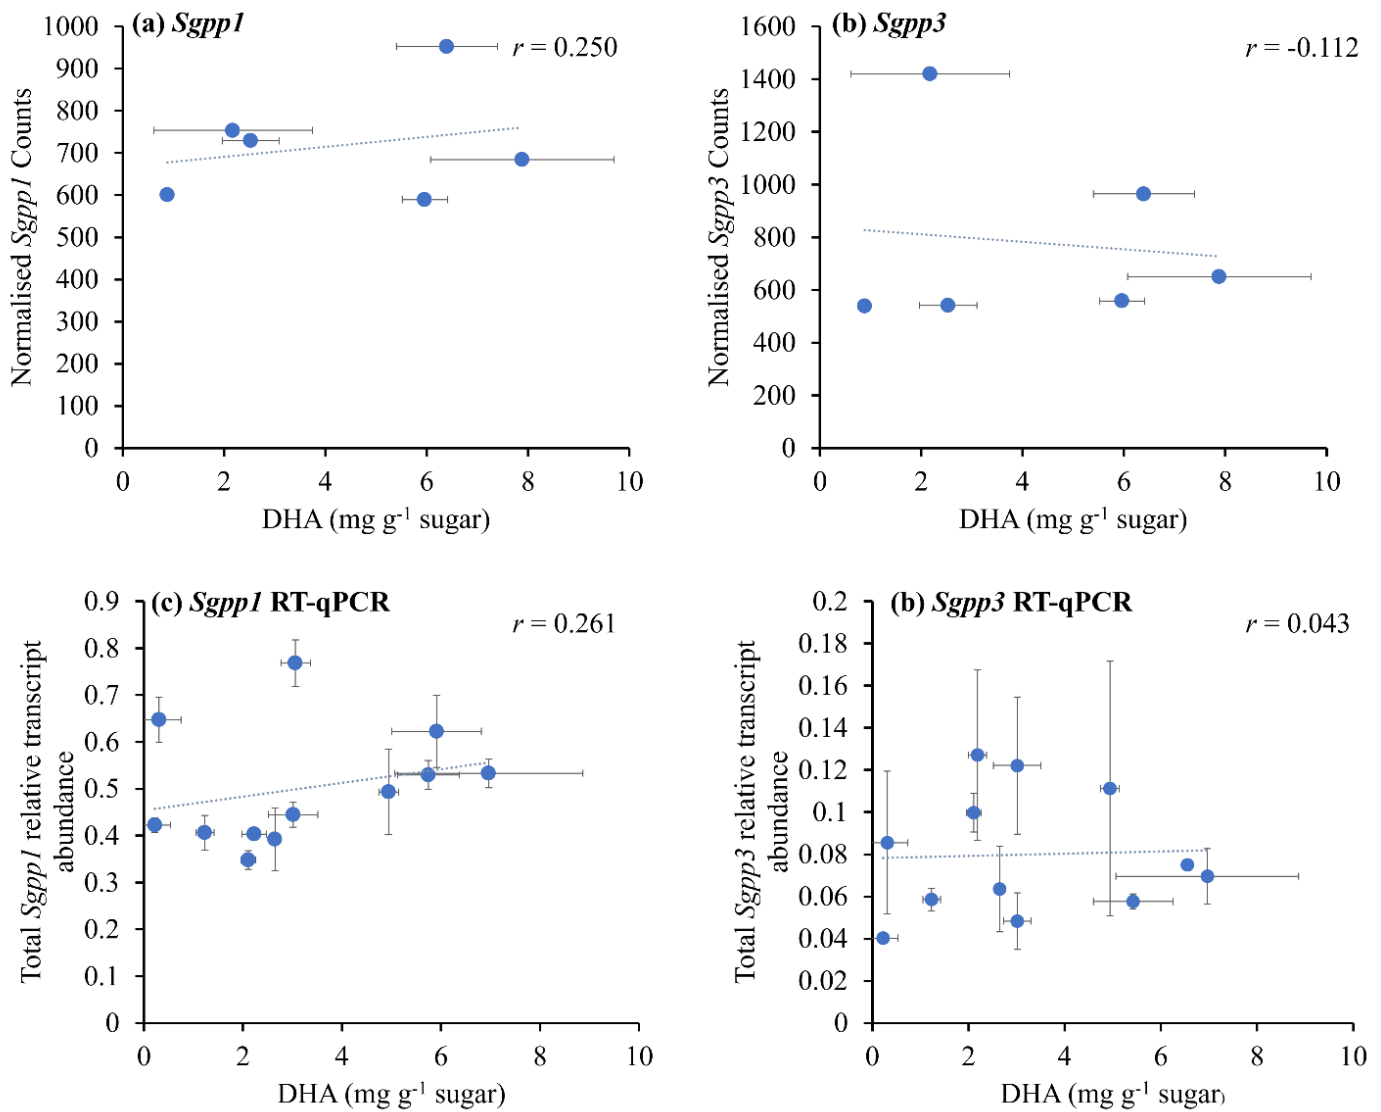 (a) Sgpp1
r = 0.250
Normalised Sgpp1 Counts
1000
900
800
700
600
500
400
300
200
100
0
0 2 4 6 8 10
DHA (mg g-1 sugar)
(b) Sgpp3
r = -0.112
Normalised Sgpp3 Counts
1600
1400
1200
1000
800
600
400
200
0
0 2 4 6 8 10
DHA (mg g-1 sugar)
(c) Sgpp1 RT-qPCR
r = 0.261
Total Sgpp1 relative transcript
abundance
0.9
0.8
0.7
0.6
0.5
0.4
0.3
0.2
0.1
0
0 2 4 6 8 10
DHA (mg g-1 sugar)
(b) Sgpp3 RT-qPCR
r = 0.043
Total Sgpp3 relative transcript
abundance
0.2
0.18
0.16
0.14
0.12
0.1
0.08
0.06
0.04
0.02
0
0 2 4 6 8 10
DHA (mg g-1 sugar)